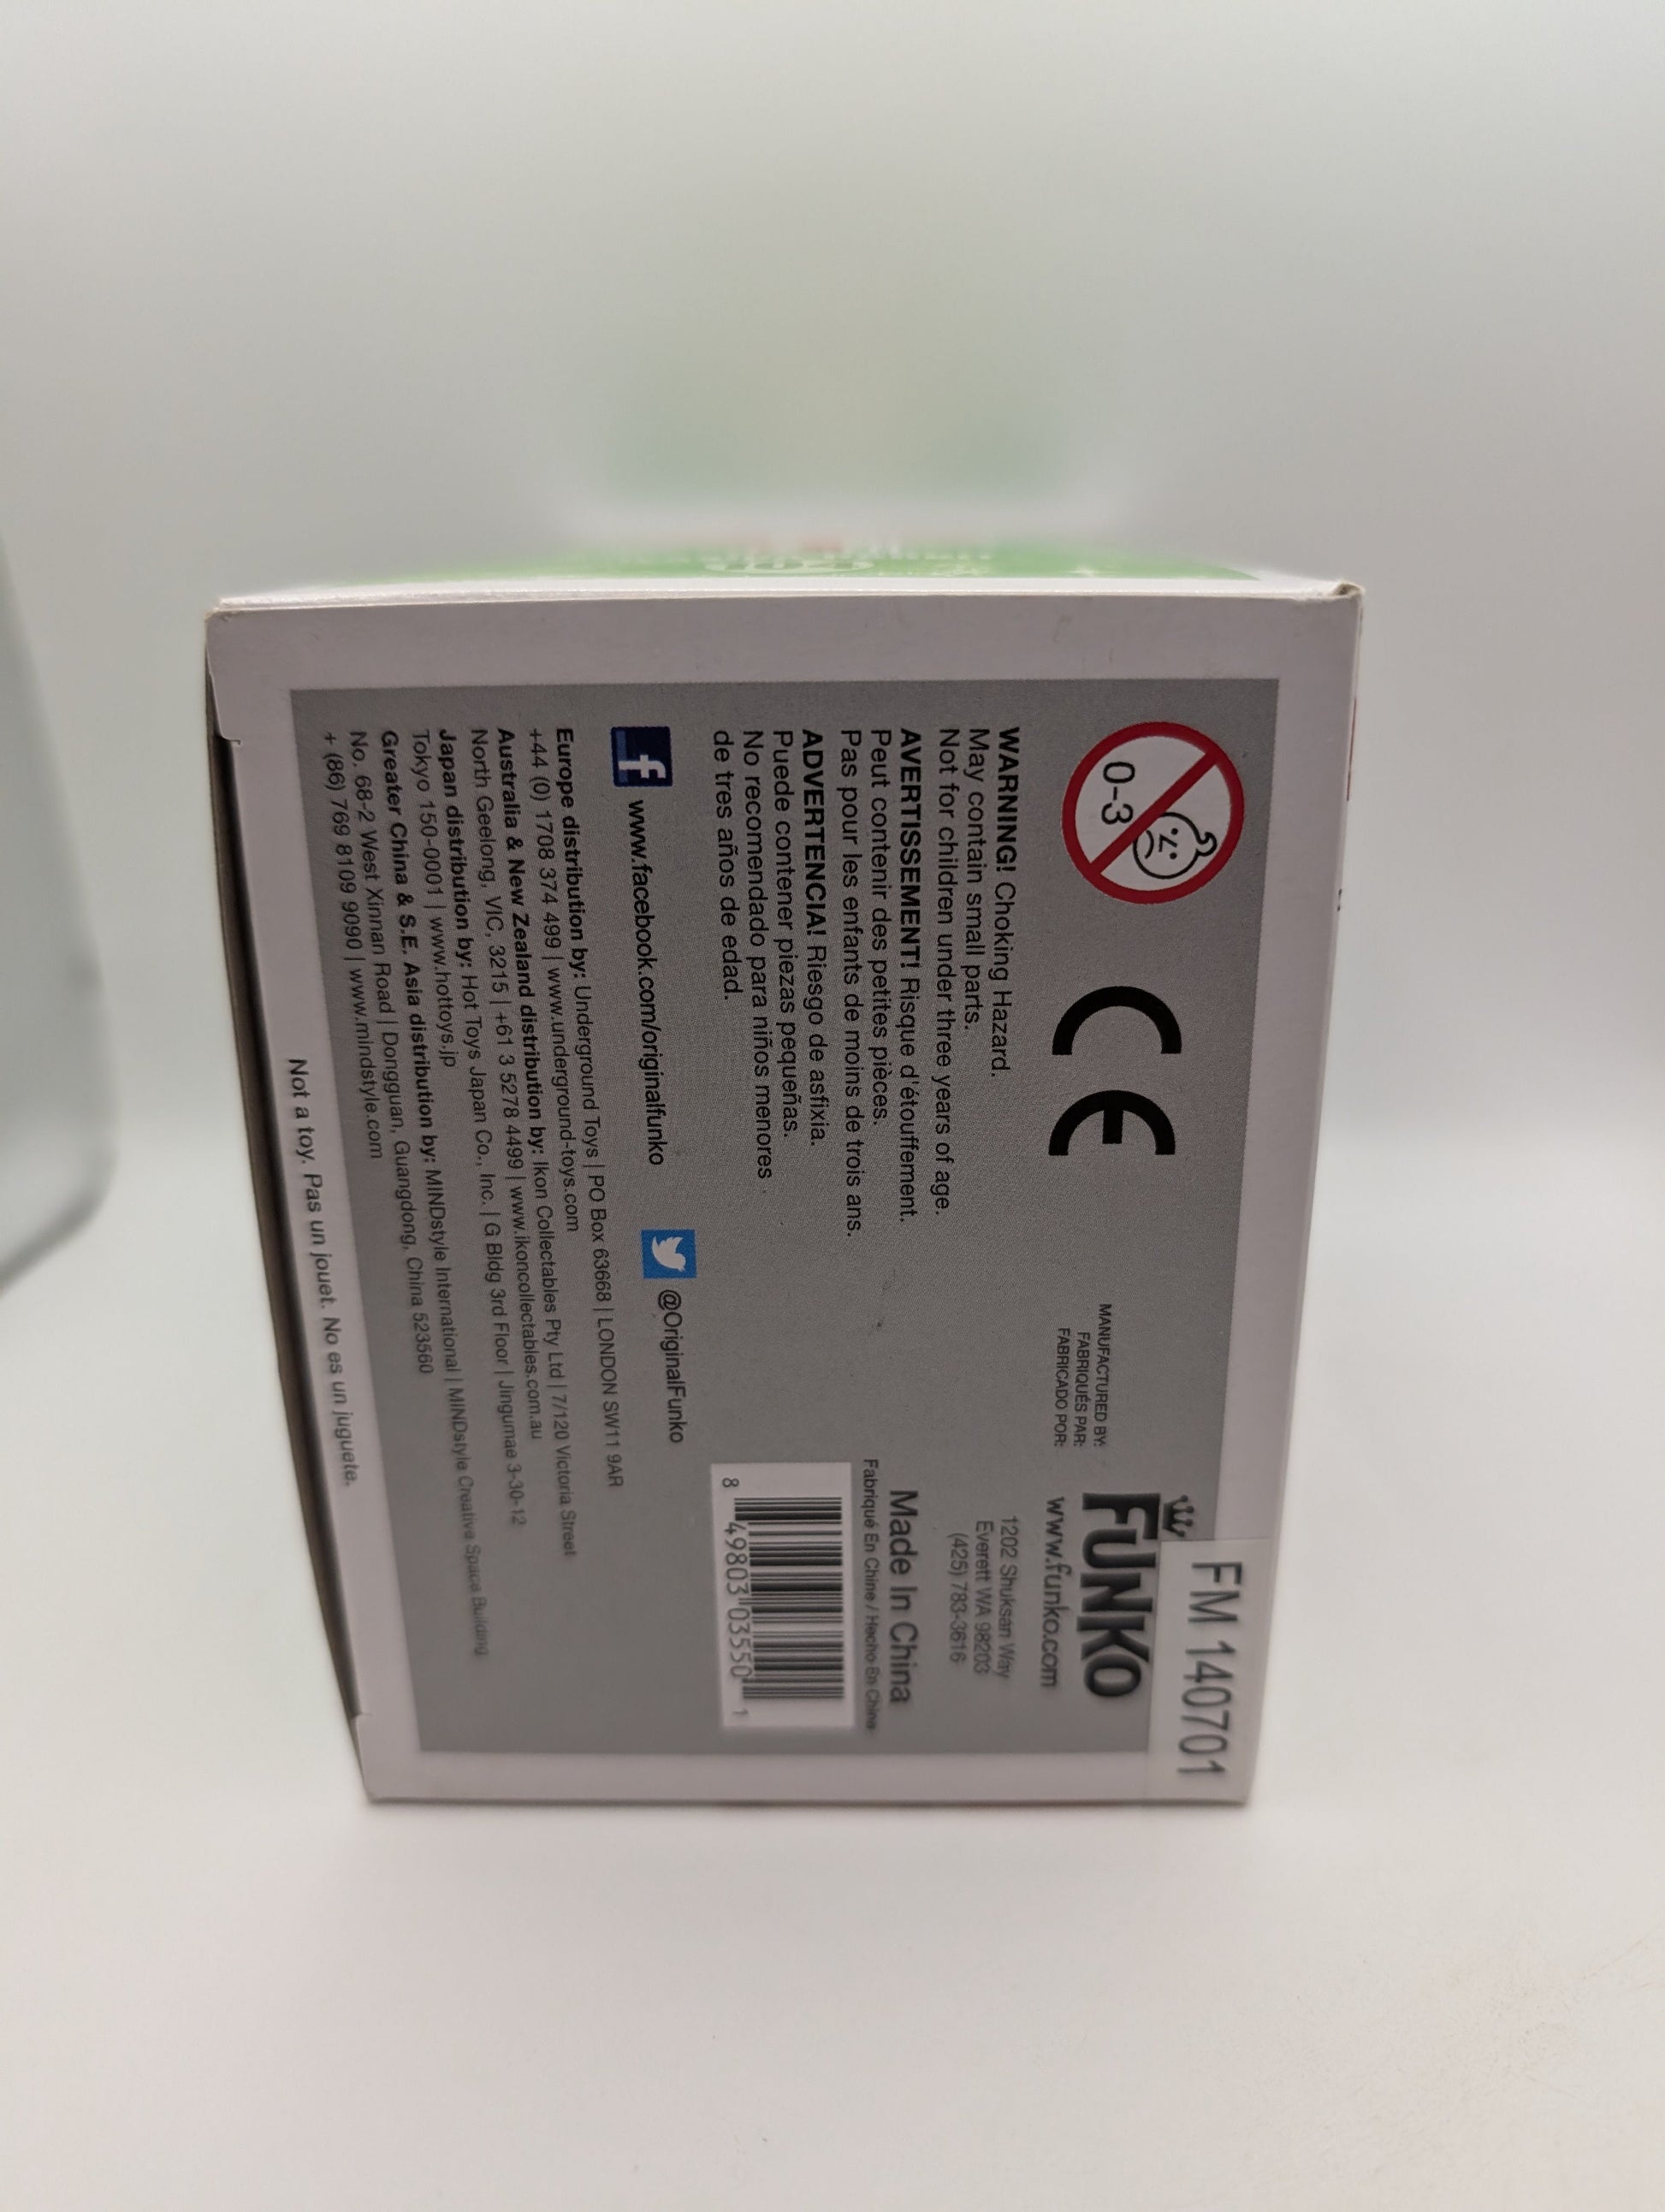 FM 140701
0-3
CE
MANUFACTURED BY:
FABRIQUÉS PAR:
FABRICADO POR:
FUNKO
www.funko.com
1202 Shuksan Way
Everett WA 98203
(425) 783-3616
WARNING! Choking Hazard.
May contain small parts.
Not for children under three years of age.
AVERTISSEMENT! Risque d'étouffement.
Peut contenir des petites pièces.
Pas pour les enfants de moins de trois ans.
ADVERTENCIA! Riesgo de asfixia.
Puede contener piezas pequeñas.
No recomendado para niños menores
de tres años de edad.
Made In China
Fabriqué En Chine / Hecho En China
8 49803 03550 1
f www.facebook.com/originalfunko
@OriginalFunko
Europe distribution by: Underground Toys | PO Box 63668 | LONDON SW11 9AR
+44 (0) 1708 374 499 | www.underground-toys.com
Australia & New Zealand distribution by: Ikon Collectables Pty Ltd | 7/120 Victoria Street
North Geelong, VIC, 3215 | +61 3 5278 4499 | www.ikoncollectables.com.au
Japan distribution by: Hot Toys Japan Co., Inc. | G Bldg 3rd Floor | Jingumae 3-30-12
Tokyo 150-0001 | www.hottoys.jp
Greater China & S.E. Asia distribution by: MINDstyle International | MINDstyle Creative Space Building
No. 68-2 West Xinnan Road | Dongguan, Guangdong, China 523560
+ (86) 769 8109 9090 | www.mindstyle.com
Not a toy. Pas un jouet. No es un juguete.